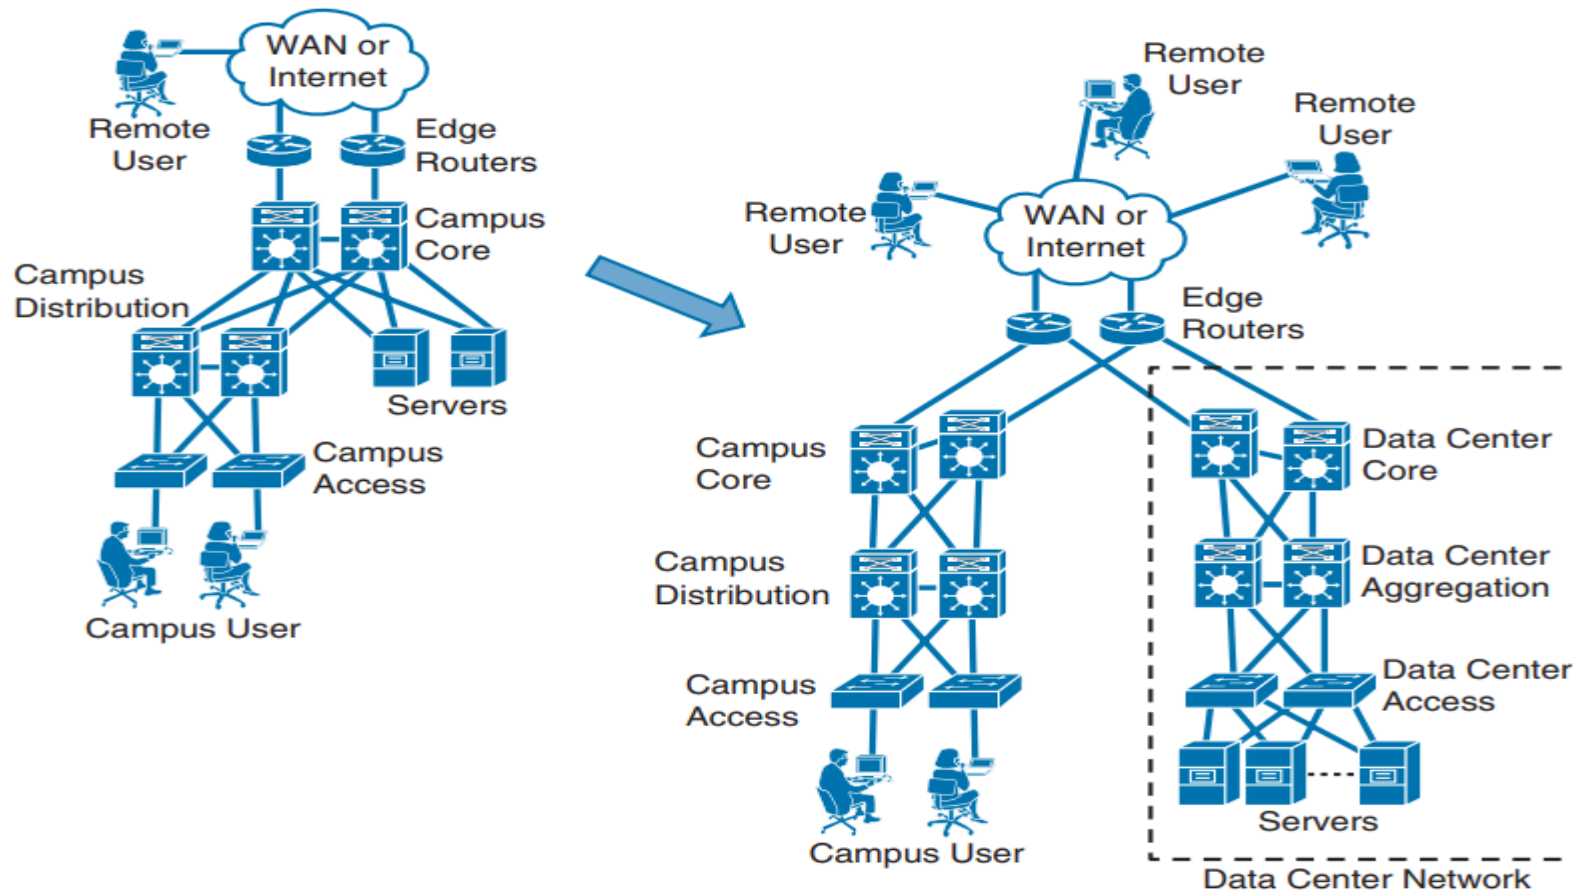 WAN or
Internet
Remote
User
Edge
Routers
Campus
Core
Campus
Distribution
Servers
Campus
Access
Campus User
Remote
User
Remote
User
Remote
User
WAN or
Internet
Edge
Routers
Campus
Core
Data Center
Core
Campus
Distribution
Data Center
Aggregation
Campus
Access
Data Center
Access
Servers
Campus User
Data Center Network